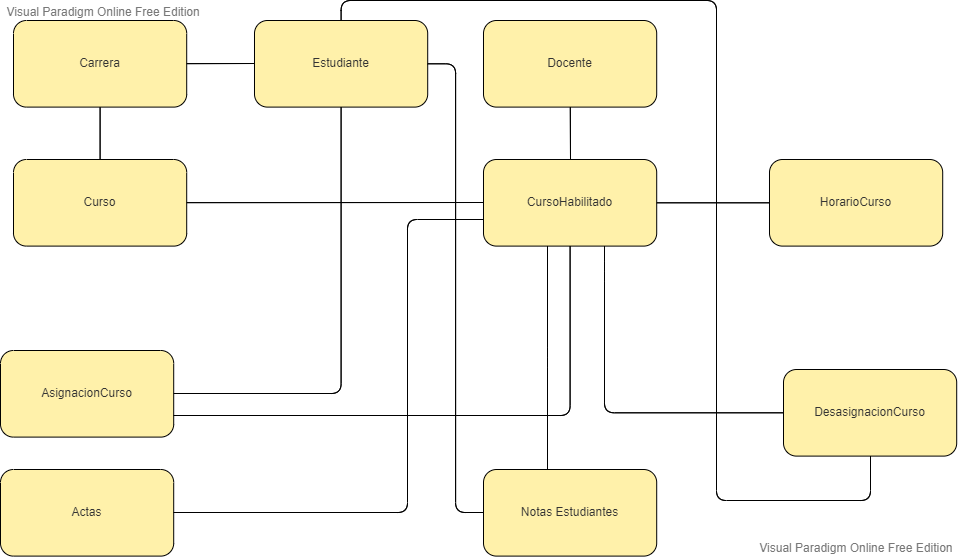 Visual Paradigm Online Free Edition
Carrera
Estudiante
Docente
Curso
CursoHabilitado
HorarioCurso
AsignacionCurso
DesasignacionCurso
Actas
Notas Estudiantes
Visual Paradigm Online Free Edition